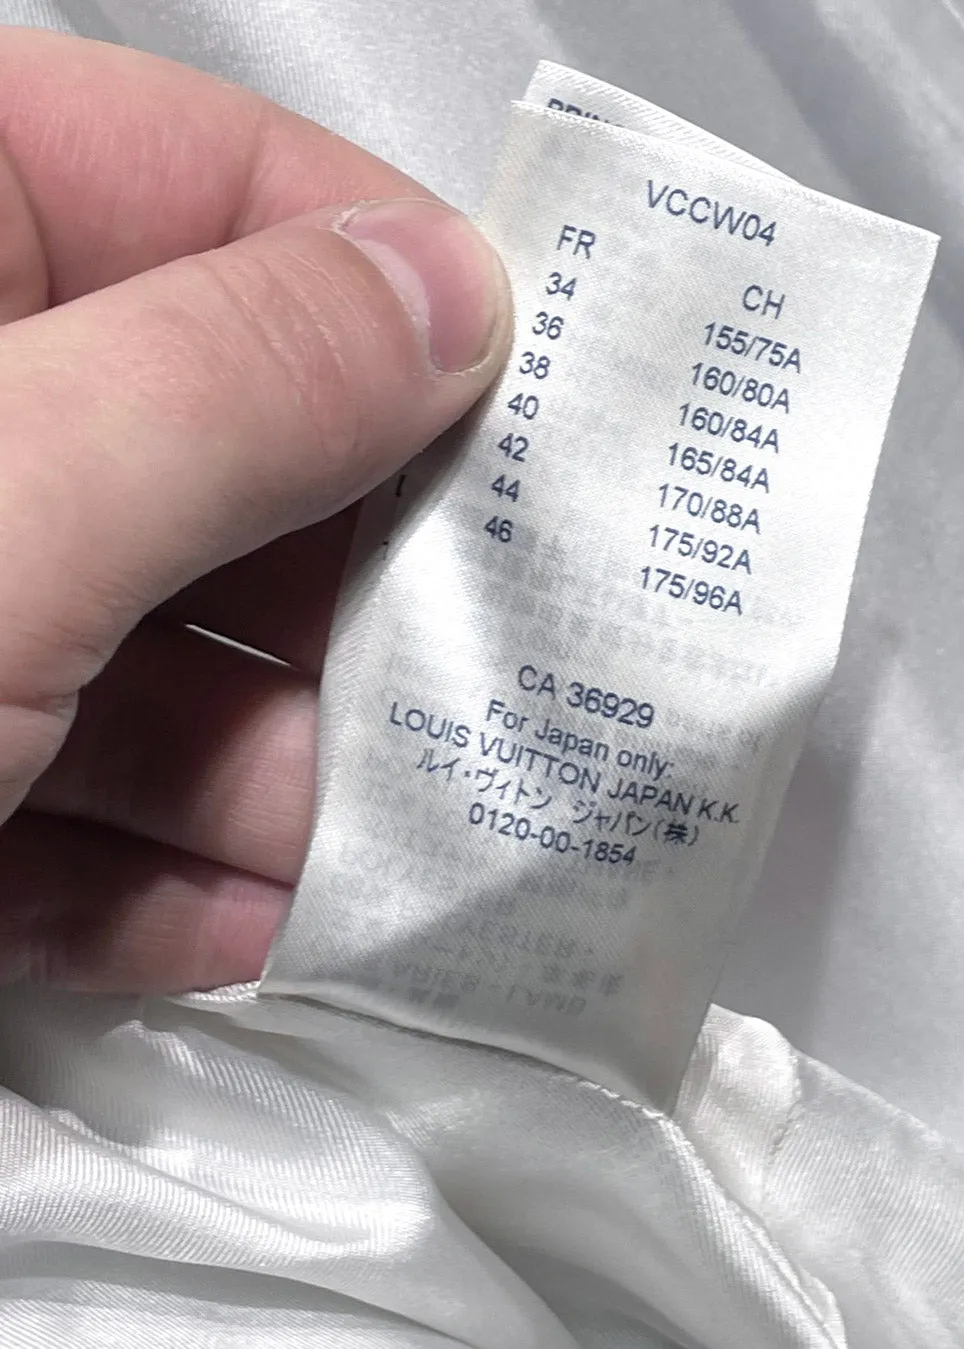 VCCW04
FR CH
34 155/75A
36 160/80A
38 160/84A
40 165/84A
42 170/88A
44 175/92A
46 175/96A
CA 36929
For Japan only:
LOUIS VUITTON JAPAN K.K.
ルイ・ヴィトン ジャパン(株)
0120-00-1854